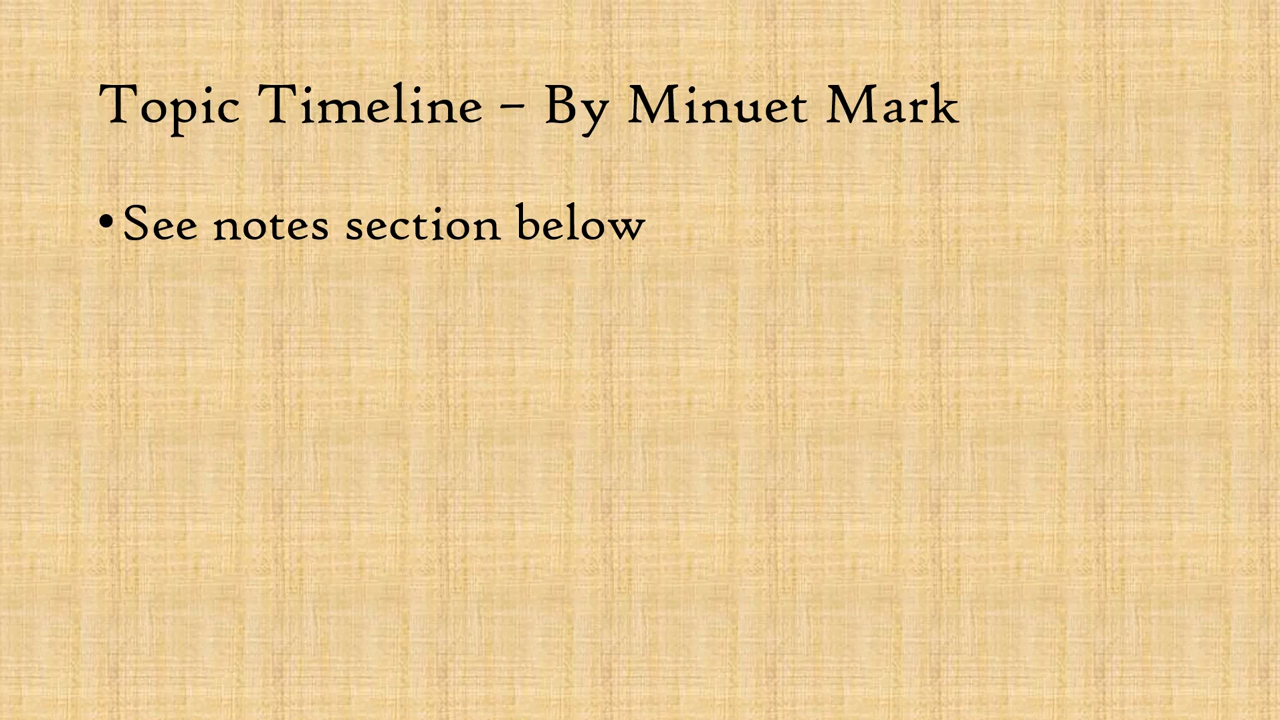 Topic Timeline – By Minuet Mark
•See notes section below